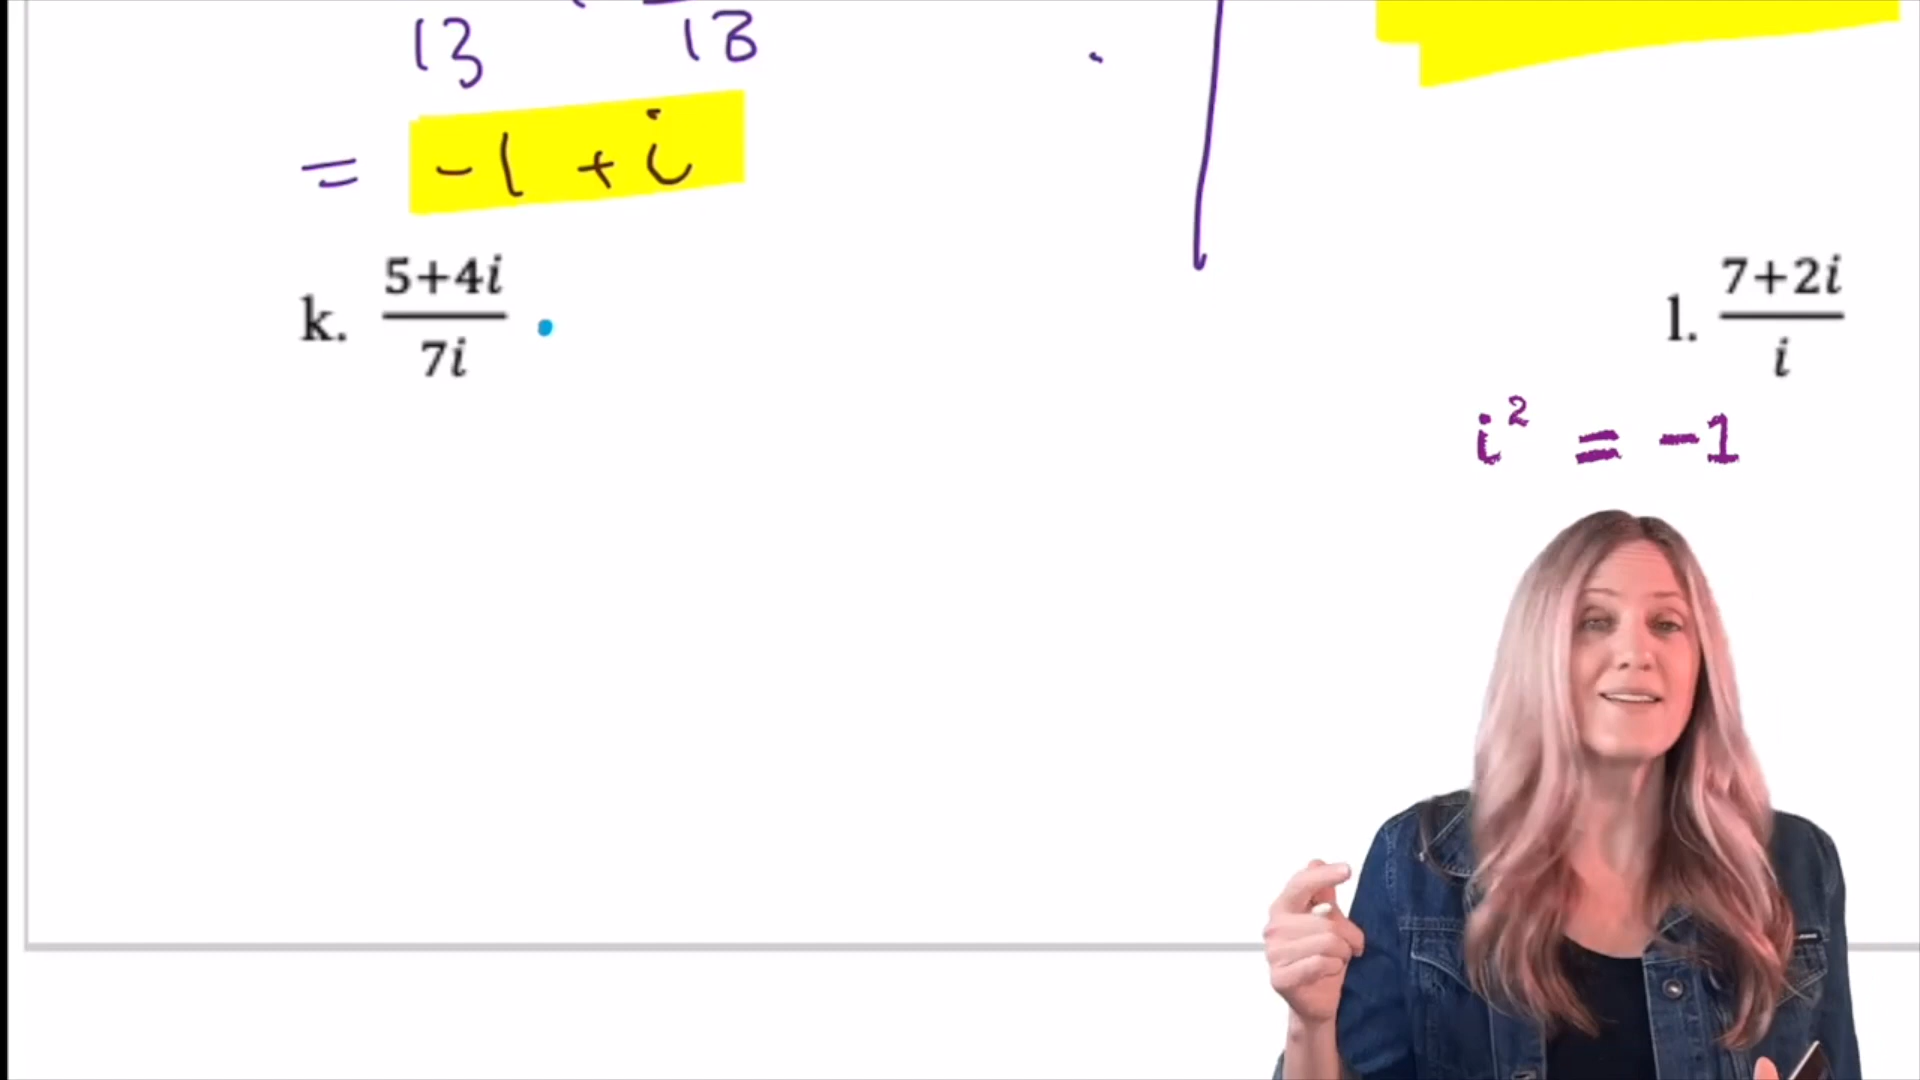 13 13
= -1 + i
k. 5+4i / 7i
l. 7+2i / i
i² = -1